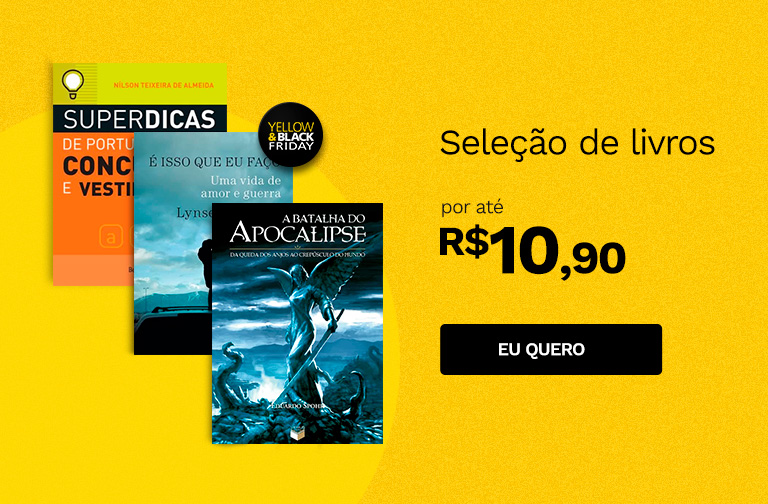 NÍLSON TEIXEIRA DE ALMEIDA
SUPERDICAS
DE PORTU
CONC
E VESTI
a
YELLOW
& BLACK
FRIDAY
É ISSO QUE EU FAÇO
Uma vida de
amor e guerra
Lyns
A BATALHA DO
APOCALIPSE
DA QUEDA DOS ANJOS AO CREPÚSCULO DO MUNDO
EDUARDO SPOHR
Seleção de livros
por até
R$10,90
EU QUERO